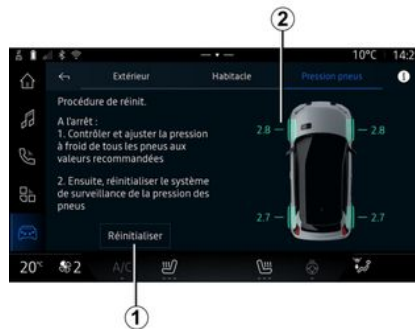 2
10°C 14:2
Extérieur Habitacle Pression pneus
Procédure de réinit.
A l'arrêt :
1. Contrôler et ajuster la pression
à froid de tous les pneus aux
valeurs recommandées
2. Ensuite, réinitialiser le système
de surveillance de la pression des
pneus
2.8 2.8
2.7 2.7
Réinitialiser
20°C 2 A/C
1